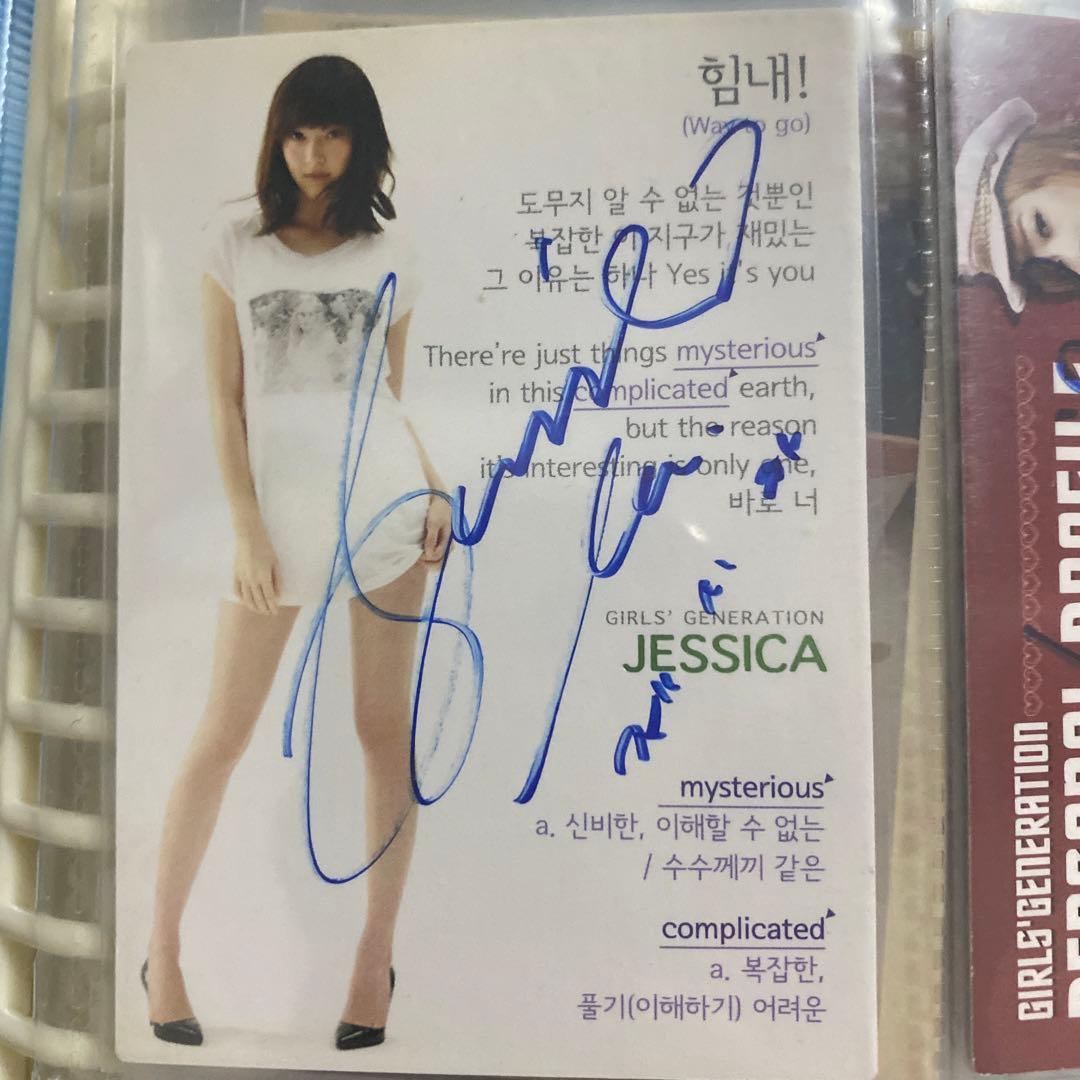 힘내!
(Way to go)
도무지 알 수 없는 것뿐인
복잡한 이 지구가 재밌는
그 이유는 하나 Yes it's you
There're just things mysterious
in this complicated earth,
but the reason
it's interesting is only one,
바로 너
GIRLS' GENERATION
JESSICA
mysterious
a. 신비한, 이해할 수 없는
/ 수수께끼 같은
complicated
a. 복잡한,
풀기(이해하기) 어려운
GIRLS'GENERATION